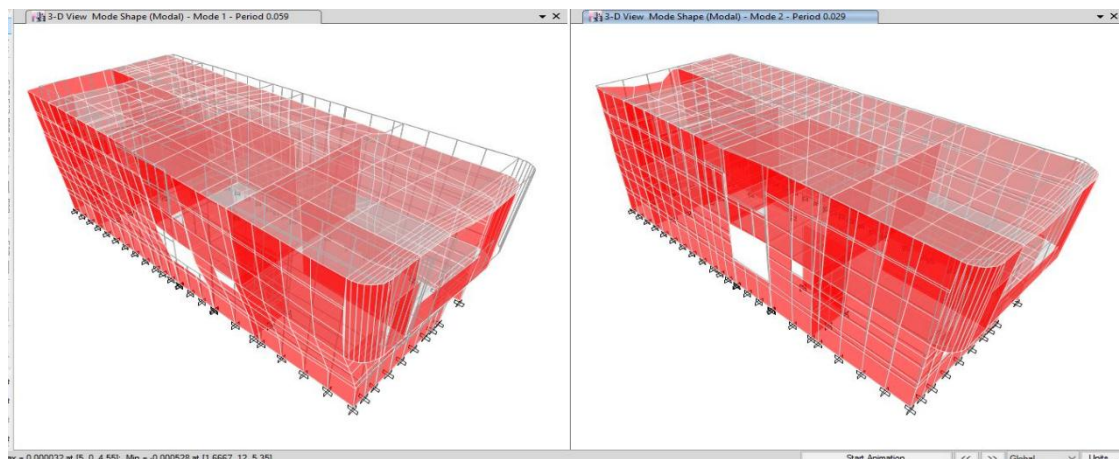 3-D View Mode Shape (Modal) - Mode 1 - Period 0.059
3-D View Mode Shape (Modal) - Mode 2 - Period 0.029
= 0.000032 at [5, 0, 4.55]; Min = -0.000528 at [1.6667, 12, 5.35]
Start Animation << >> Global Units